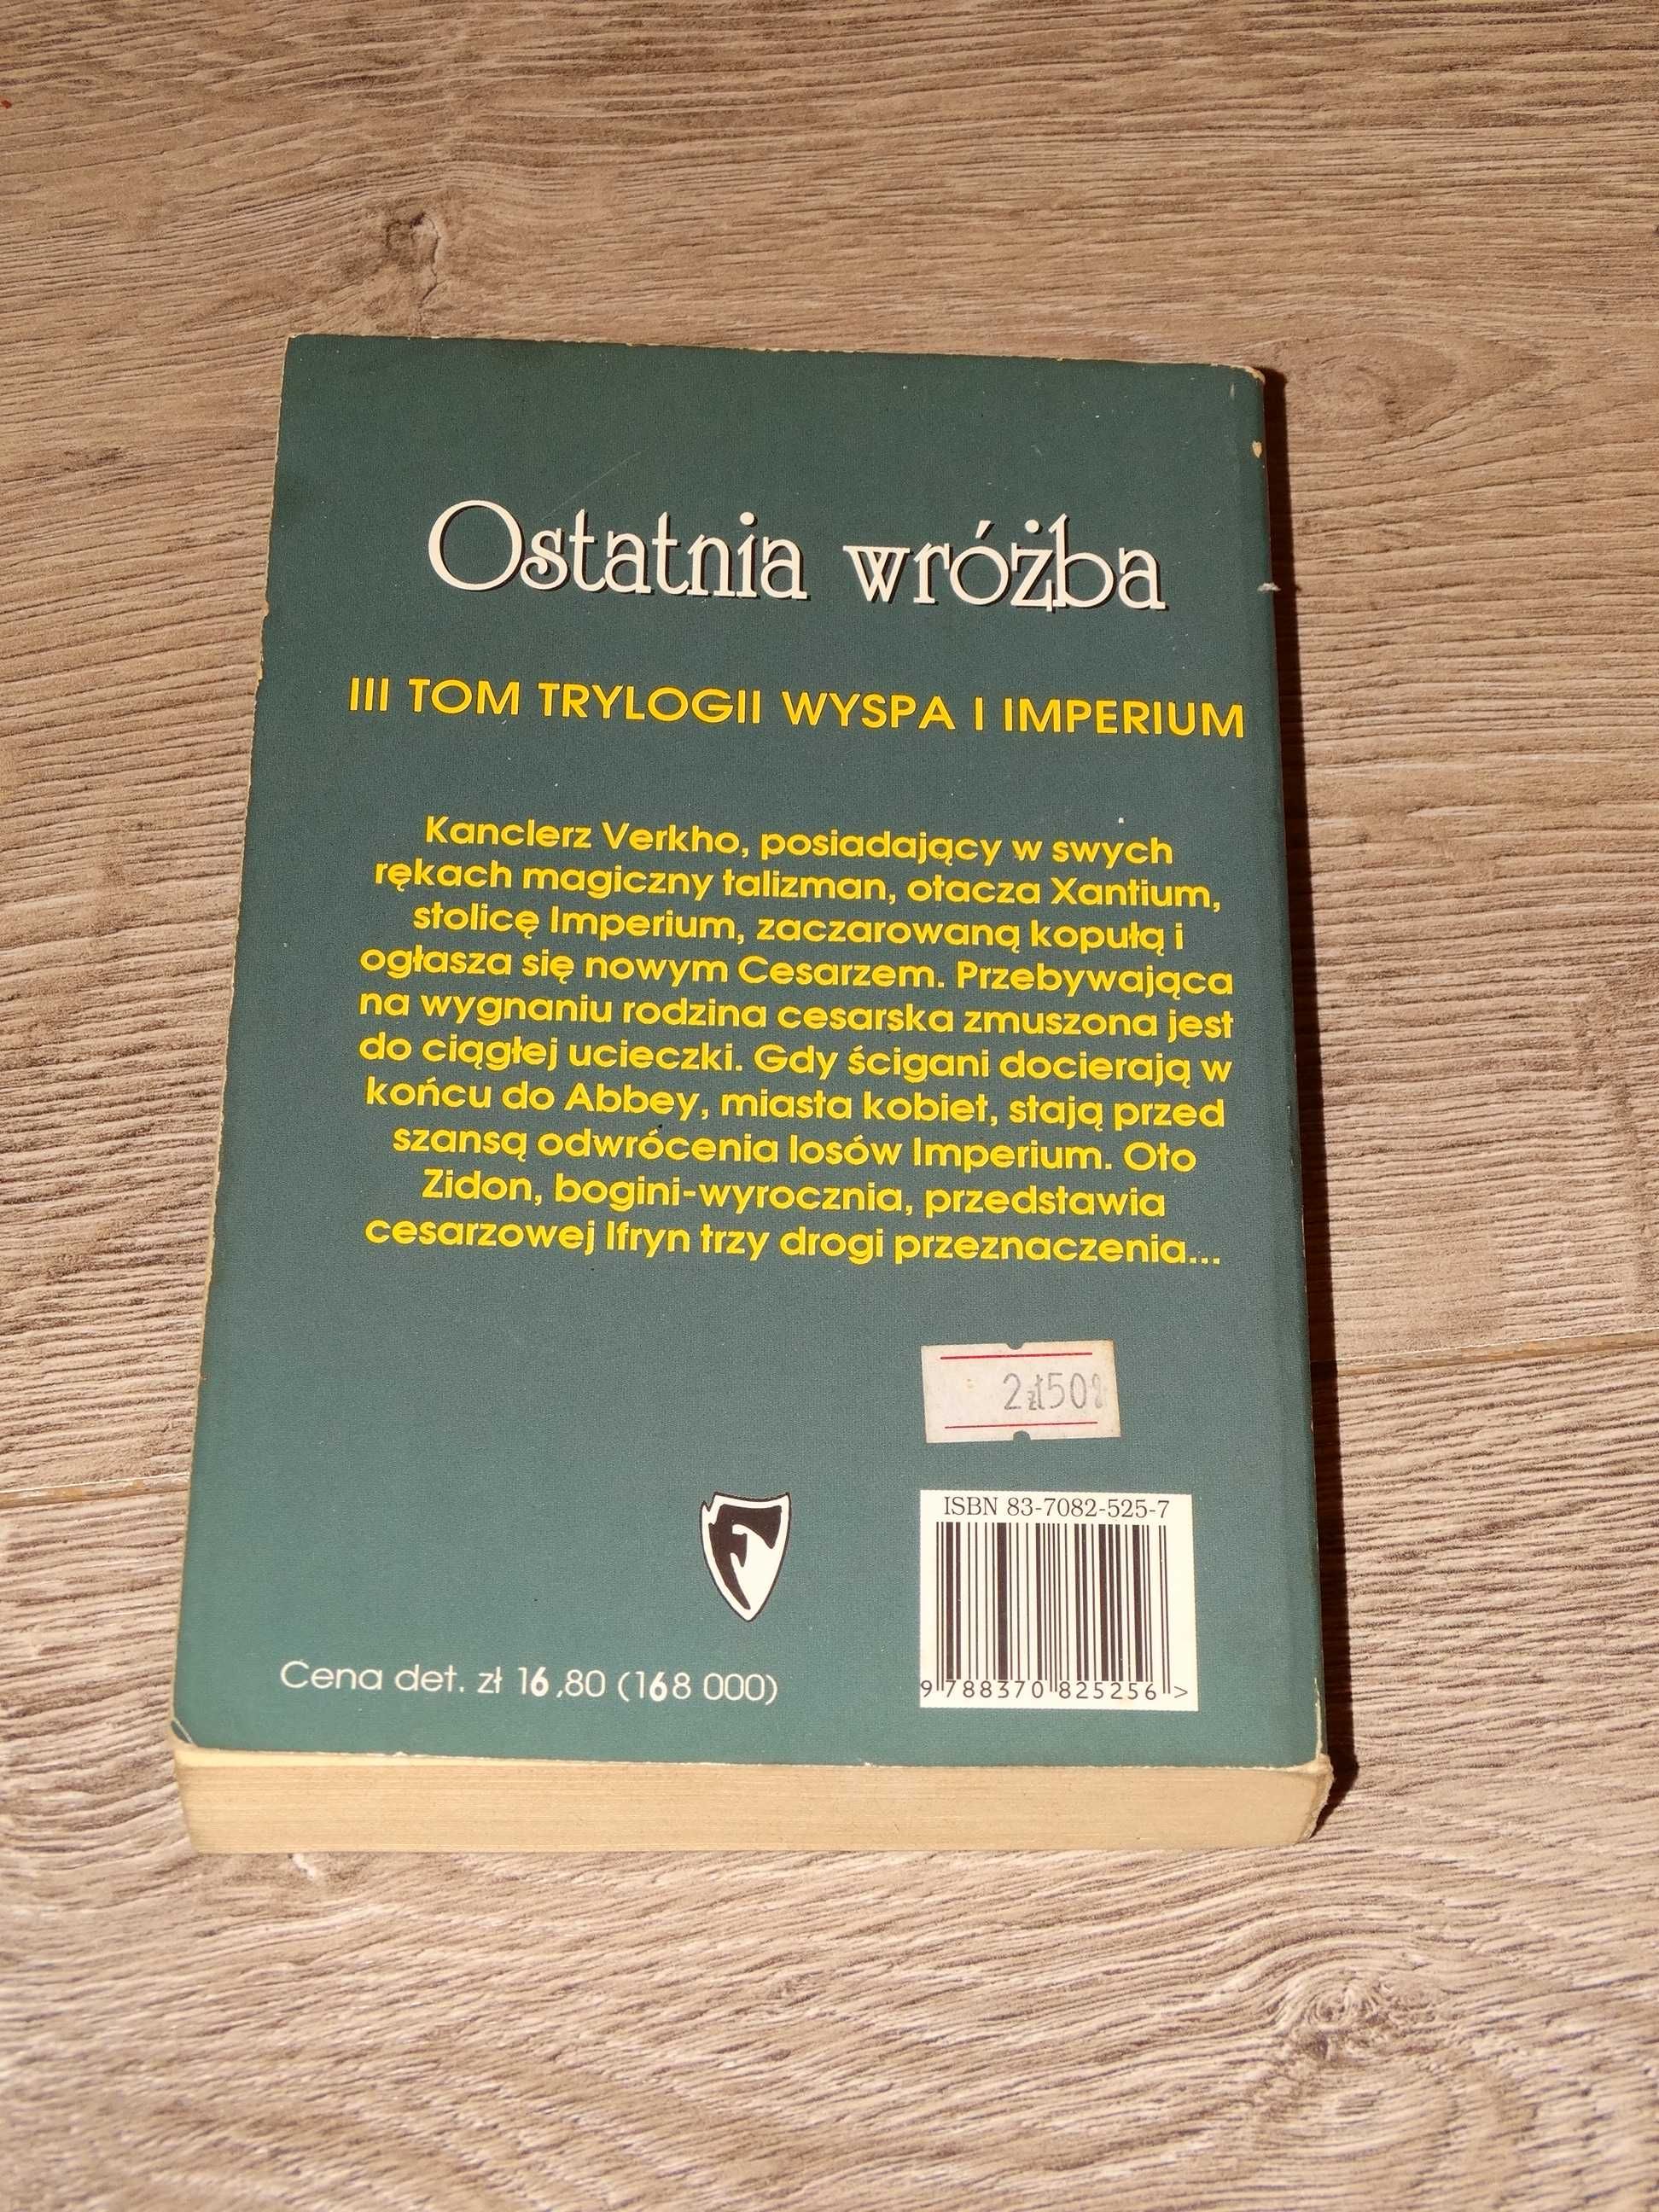 Ostatnia wróżba
III TOM TRYLOGII WYSPA I IMPERIUM
Kanclerz Verkho, posiadający w swych
rękach magiczny talizman, otacza Xantium,
stolicę Imperium, zaczarowaną kopułą i
ogłasza się nowym Cesarzem. Przebywająca
na wygnaniu rodzina cesarska zmuszona jest
do ciągłej ucieczki. Gdy ścigani docierają w
końcu do Abbey, miasta kobiet, stają przed
szansą odwrócenia losów Imperium. Oto
Zidon, bogini-wyrocznia, przedstawia
cesarzowej Ifryn trzy drogi przeznaczenia...
2zł50
ISBN 83-7082-525-7
9 788370 825256 >
F
Cena det. zł 16,80 (168 000)